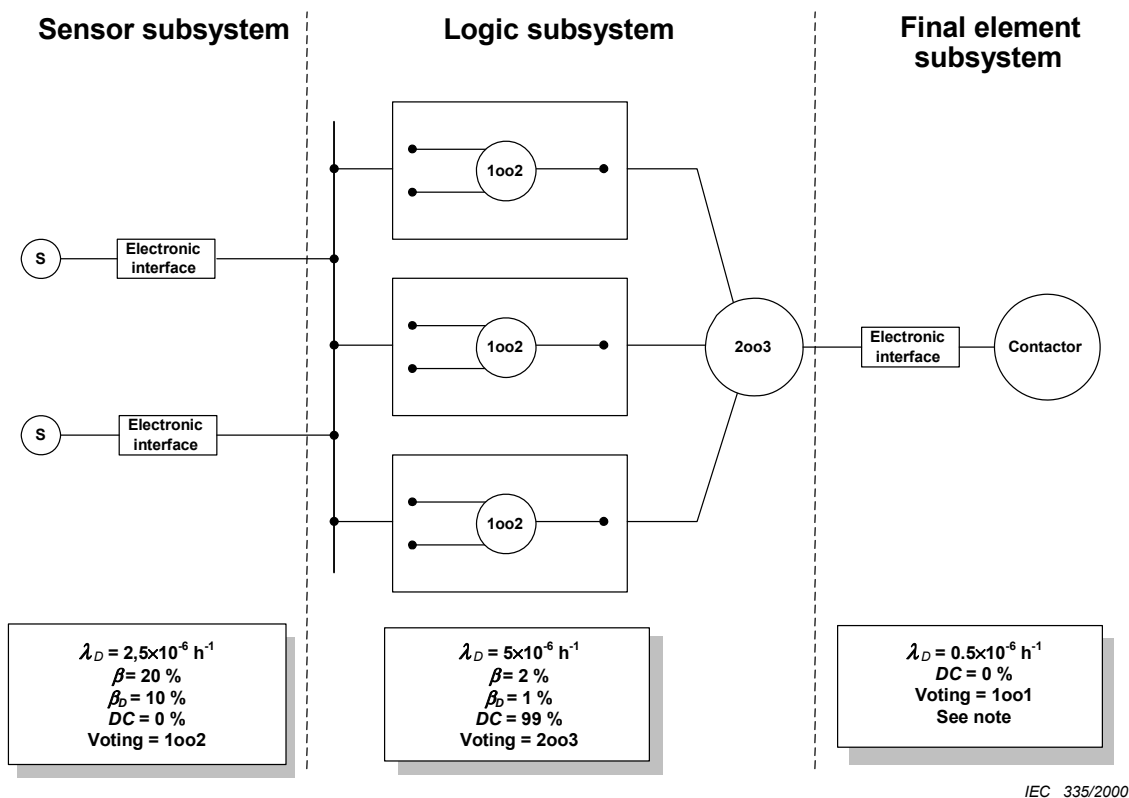 Sensor subsystem
Logic subsystem
Final element
subsystem
1oo2
1oo2
1oo2
2oo3
S
Electronic
interface
S
Electronic
interface
Electronic
interface
Contactor
λD = 2,5×10-6 h-1
β = 20 %
βD = 10 %
DC = 0 %
Voting = 1oo2
λD = 5×10-6 h-1
β = 2 %
βD = 1 %
DC = 99 %
Voting = 2oo3
λD = 0.5×10-6 h-1
DC = 0 %
Voting = 1oo1
See note
IEC 335/2000